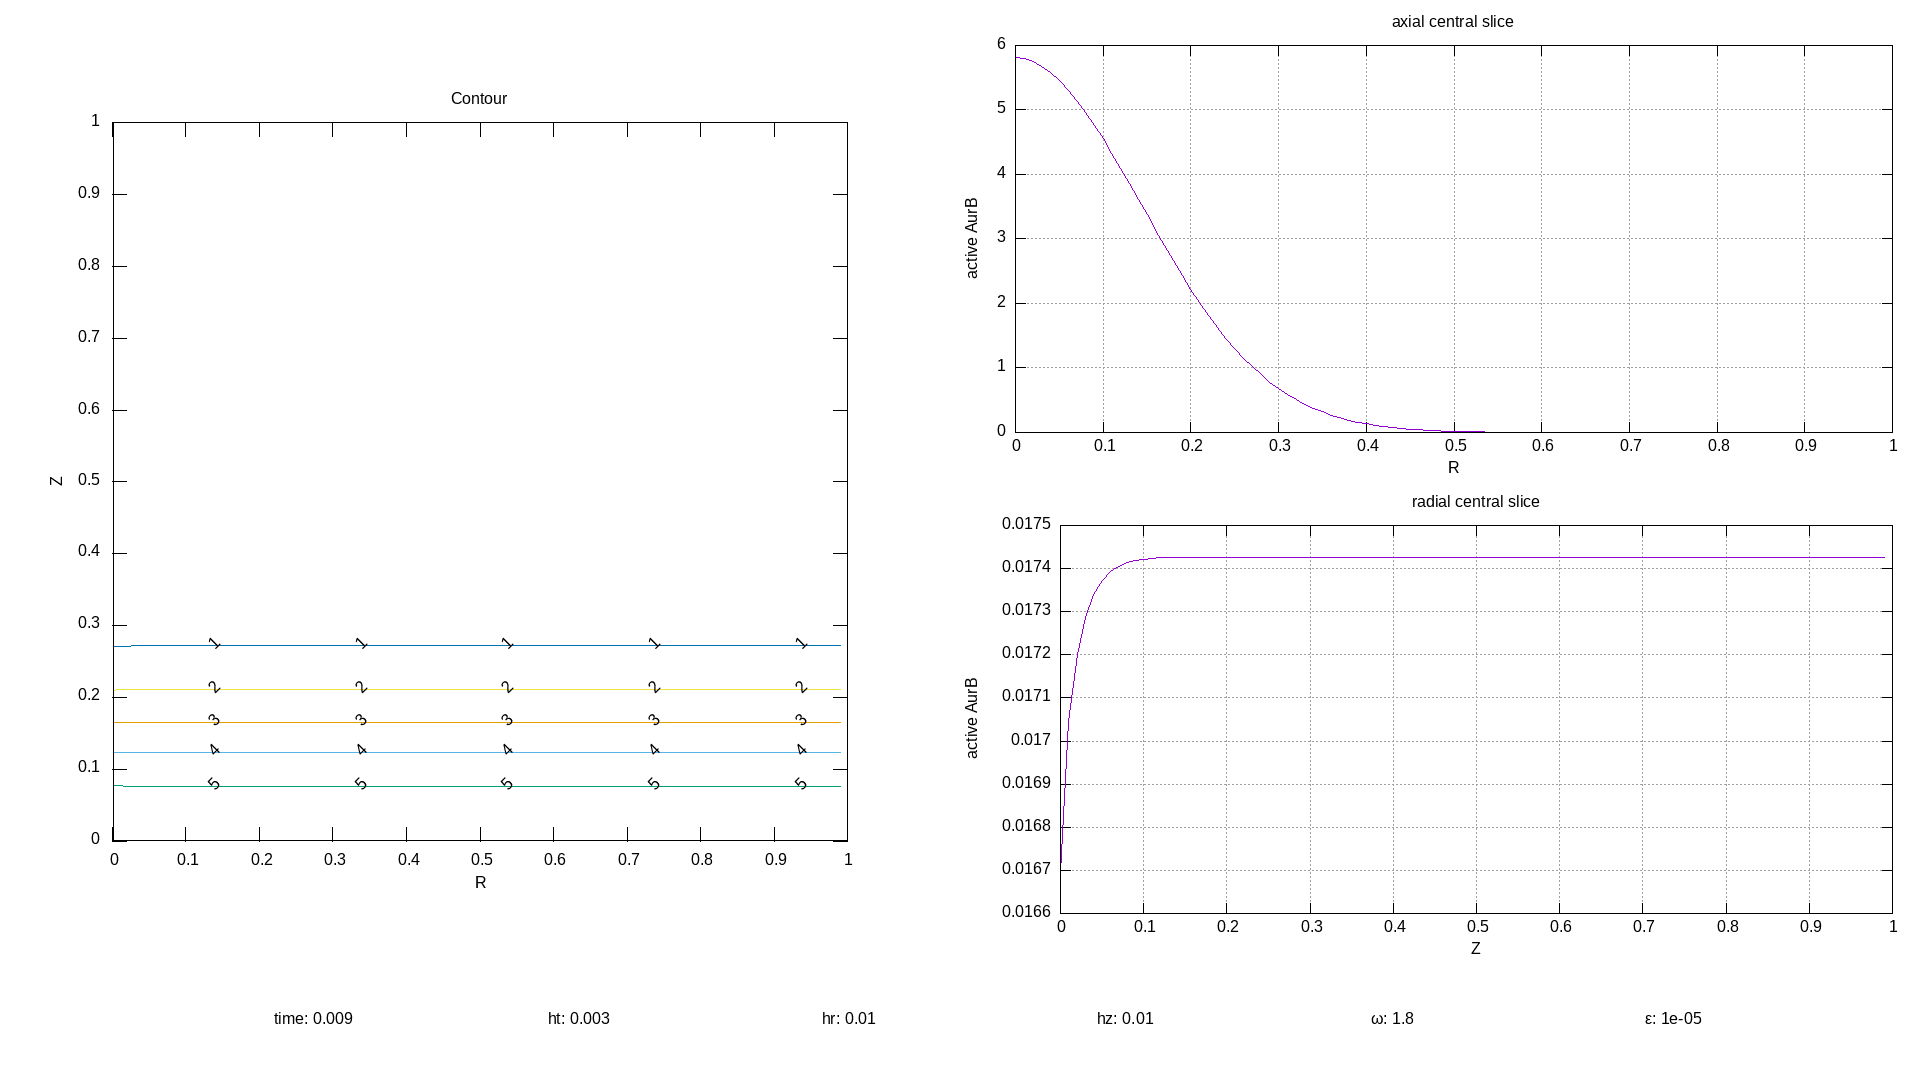 Contour
1
0.9
0.8
0.7
0.6
0.5
0.4
0.3
0.2
0.1
0
Z
1 1 1 1 1
2 2 2 2 2
3 3 3 3 3
4 4 4 4 4
5 5 5 5 5
0 0.1 0.2 0.3 0.4 0.5 0.6 0.7 0.8 0.9 1
R
axial central slice
6
5
4
3
2
1
0
active AurB
0 0.1 0.2 0.3 0.4 0.5 0.6 0.7 0.8 0.9 1
R
radial central slice
0.0175
0.0174
0.0173
0.0172
0.0171
0.017
0.0169
0.0168
0.0167
0.0166
active AurB
0 0.1 0.2 0.3 0.4 0.5 0.6 0.7 0.8 0.9 1
Z
time: 0.009 ht: 0.003 hr: 0.01 hz: 0.01 ω: 1.8 ε: 1e-05